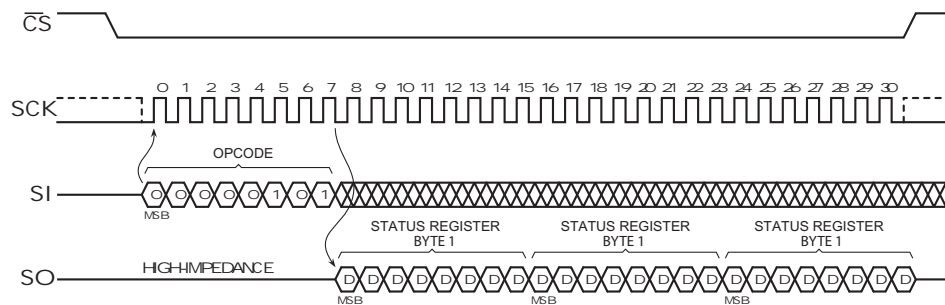 CS
0 1 2 3 4 5 6 7 8 9 10 11 12 13 14 15 16 17 18 19 20 21 22 23 24 25 26 27 28 29 30
SCK
OPCODE
SI 0 0 0 0 0 1 0 1
MSB
STATUS REGISTER BYTE 1
STATUS REGISTER BYTE 1
STATUS REGISTER BYTE 1
HIGH-IMPEDANCE
SO D D D D D D D D D D D D D D D D D D D D D D D D
MSB MSB MSB